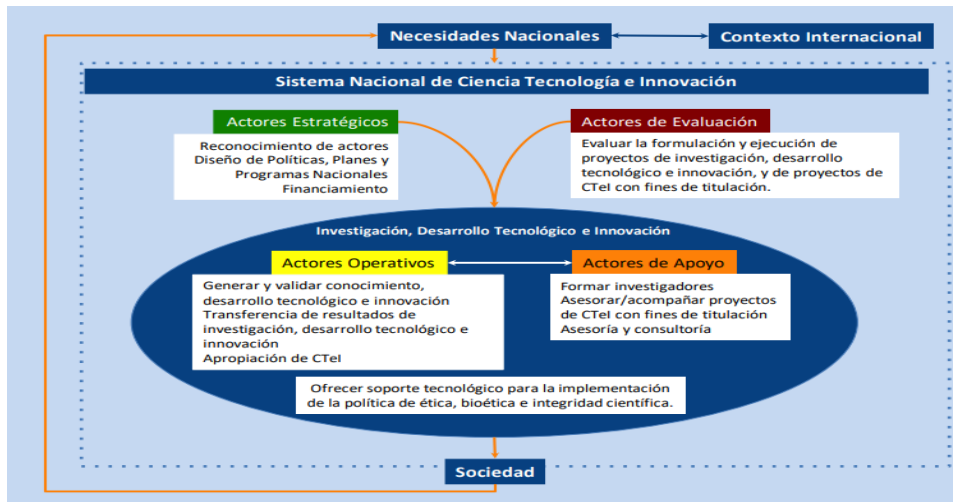 Necesidades Nacionales
Contexto Internacional
Sistema Nacional de Ciencia Tecnología e Innovación
Actores Estratégicos
Reconocimiento de actores
Diseño de Políticas, Planes y
Programas Nacionales
Financiamiento
Actores de Evaluación
Evaluar la formulación y ejecución de
proyectos de investigación, desarrollo
tecnológico e innovación, y de proyectos de
CTeI con fines de titulación.
Investigación, Desarrollo Tecnológico e Innovación
Actores Operativos
Generar y validar conocimiento,
desarrollo tecnológico e innovación
Transferencia de resultados de
investigación, desarrollo tecnológico e
innovación
Apropiación de CTeI
Actores de Apoyo
Formar investigadores
Asesorar/acompañar proyectos
de CTeI con fines de titulación
Asesoría y consultoría
Ofrecer soporte tecnológico para la implementación
de la política de ética, bioética e integridad científica.
Sociedad